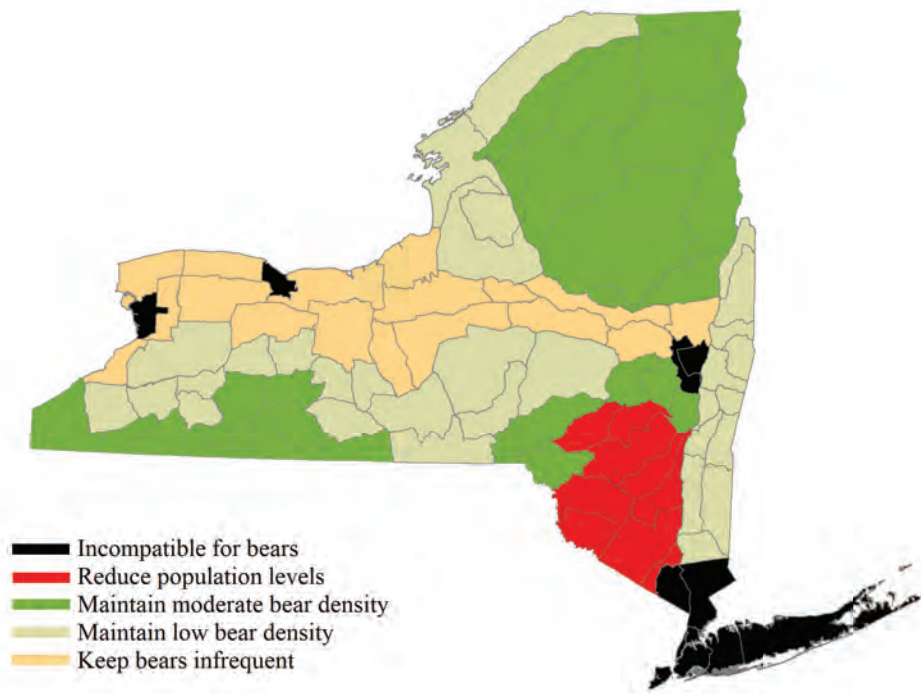 Incompatible for bears
Reduce population levels
Maintain moderate bear density
Maintain low bear density
Keep bears infrequent